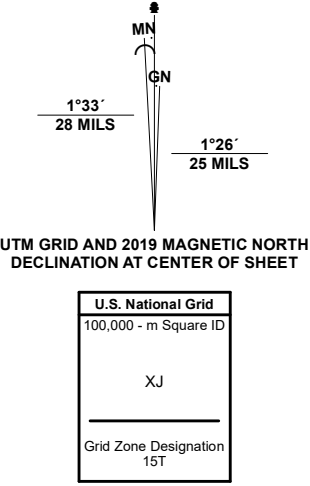 MN
GN
1°33´
28 MILS
1°26´
25 MILS
UTM GRID AND 2019 MAGNETIC NORTH
DECLINATION AT CENTER OF SHEET
U.S. National Grid
100,000 - m Square ID
XJ
Grid Zone Designation
15T